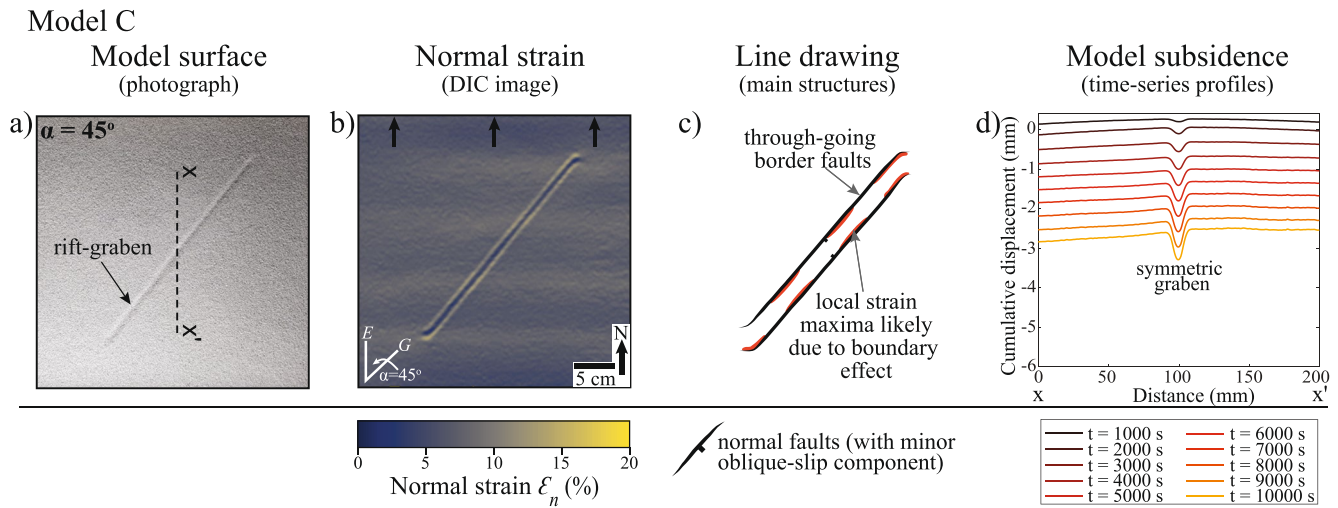 Model C
Model surface
(photograph)
Normal strain
(DIC image)
Line drawing
(main structures)
Model subsidence
(time-series profiles)
a)
α = 45°
X
rift-graben
X'
b)
E
G
α=45°
N
5 cm
c)
through-going
border faults
local strain
maxima likely
due to boundary
effect
d)
Cumulative displacement (mm)
0
-1
-2
-3
-4
-5
-6
symmetric
graben
0
50
100
150
200
x
Distance (mm)
x'
0
5
10
15
20
Normal strain Ɛn (%)
normal faults (with minor
oblique-slip component)
t = 1000 s
t = 2000 s
t = 3000 s
t = 4000 s
t = 5000 s
t = 6000 s
t = 7000 s
t = 8000 s
t = 9000 s
t = 10000 s